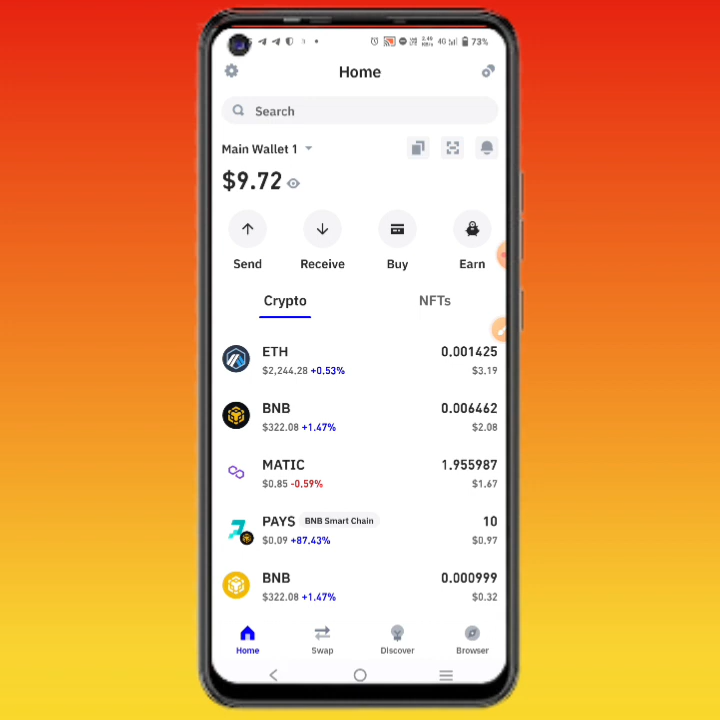 73%
Home
Search
Main Wallet 1
$9.72
Send Receive Buy Earn
Crypto NFTs
ETH 0.001425
$2,244.28 +0.53% $3.19
BNB 0.006462
$322.08 +1.47% $2.08
MATIC 1.955987
$0.85 -0.59% $1.67
PAYS BNB Smart Chain 10
$0.09 +87.43% $0.97
BNB 0.000999
$322.08 +1.47% $0.32
Home Swap Discover Browser